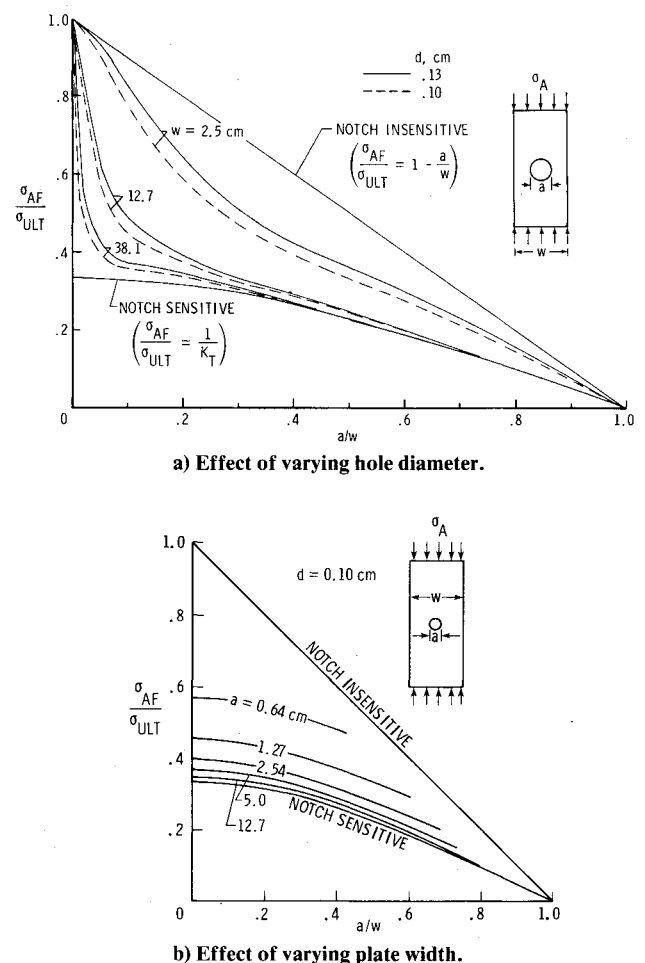 1.0
.8
.6
.4
.2
0
σAF
σULT
d, cm
.13
.10
σA
a
w
w = 2.5 cm
12.7
38.1
NOTCH INSENSITIVE
(σAF/σULT = 1 - a/w)
NOTCH SENSITIVE
(σAF/σULT = 1/KT)
0 .2 .4 .6 .8 1.0
a/w
a) Effect of varying hole diameter.
1.0
.8
.6
.4
.2
0
σAF
σULT
d = 0.10 cm
σA
w
a
NOTCH INSENSITIVE
a = 0.64 cm
1.27
2.54
5.0
12.7
NOTCH SENSITIVE
0.2 .4 .6 .8 1.0
a/w
b) Effect of varying plate width.